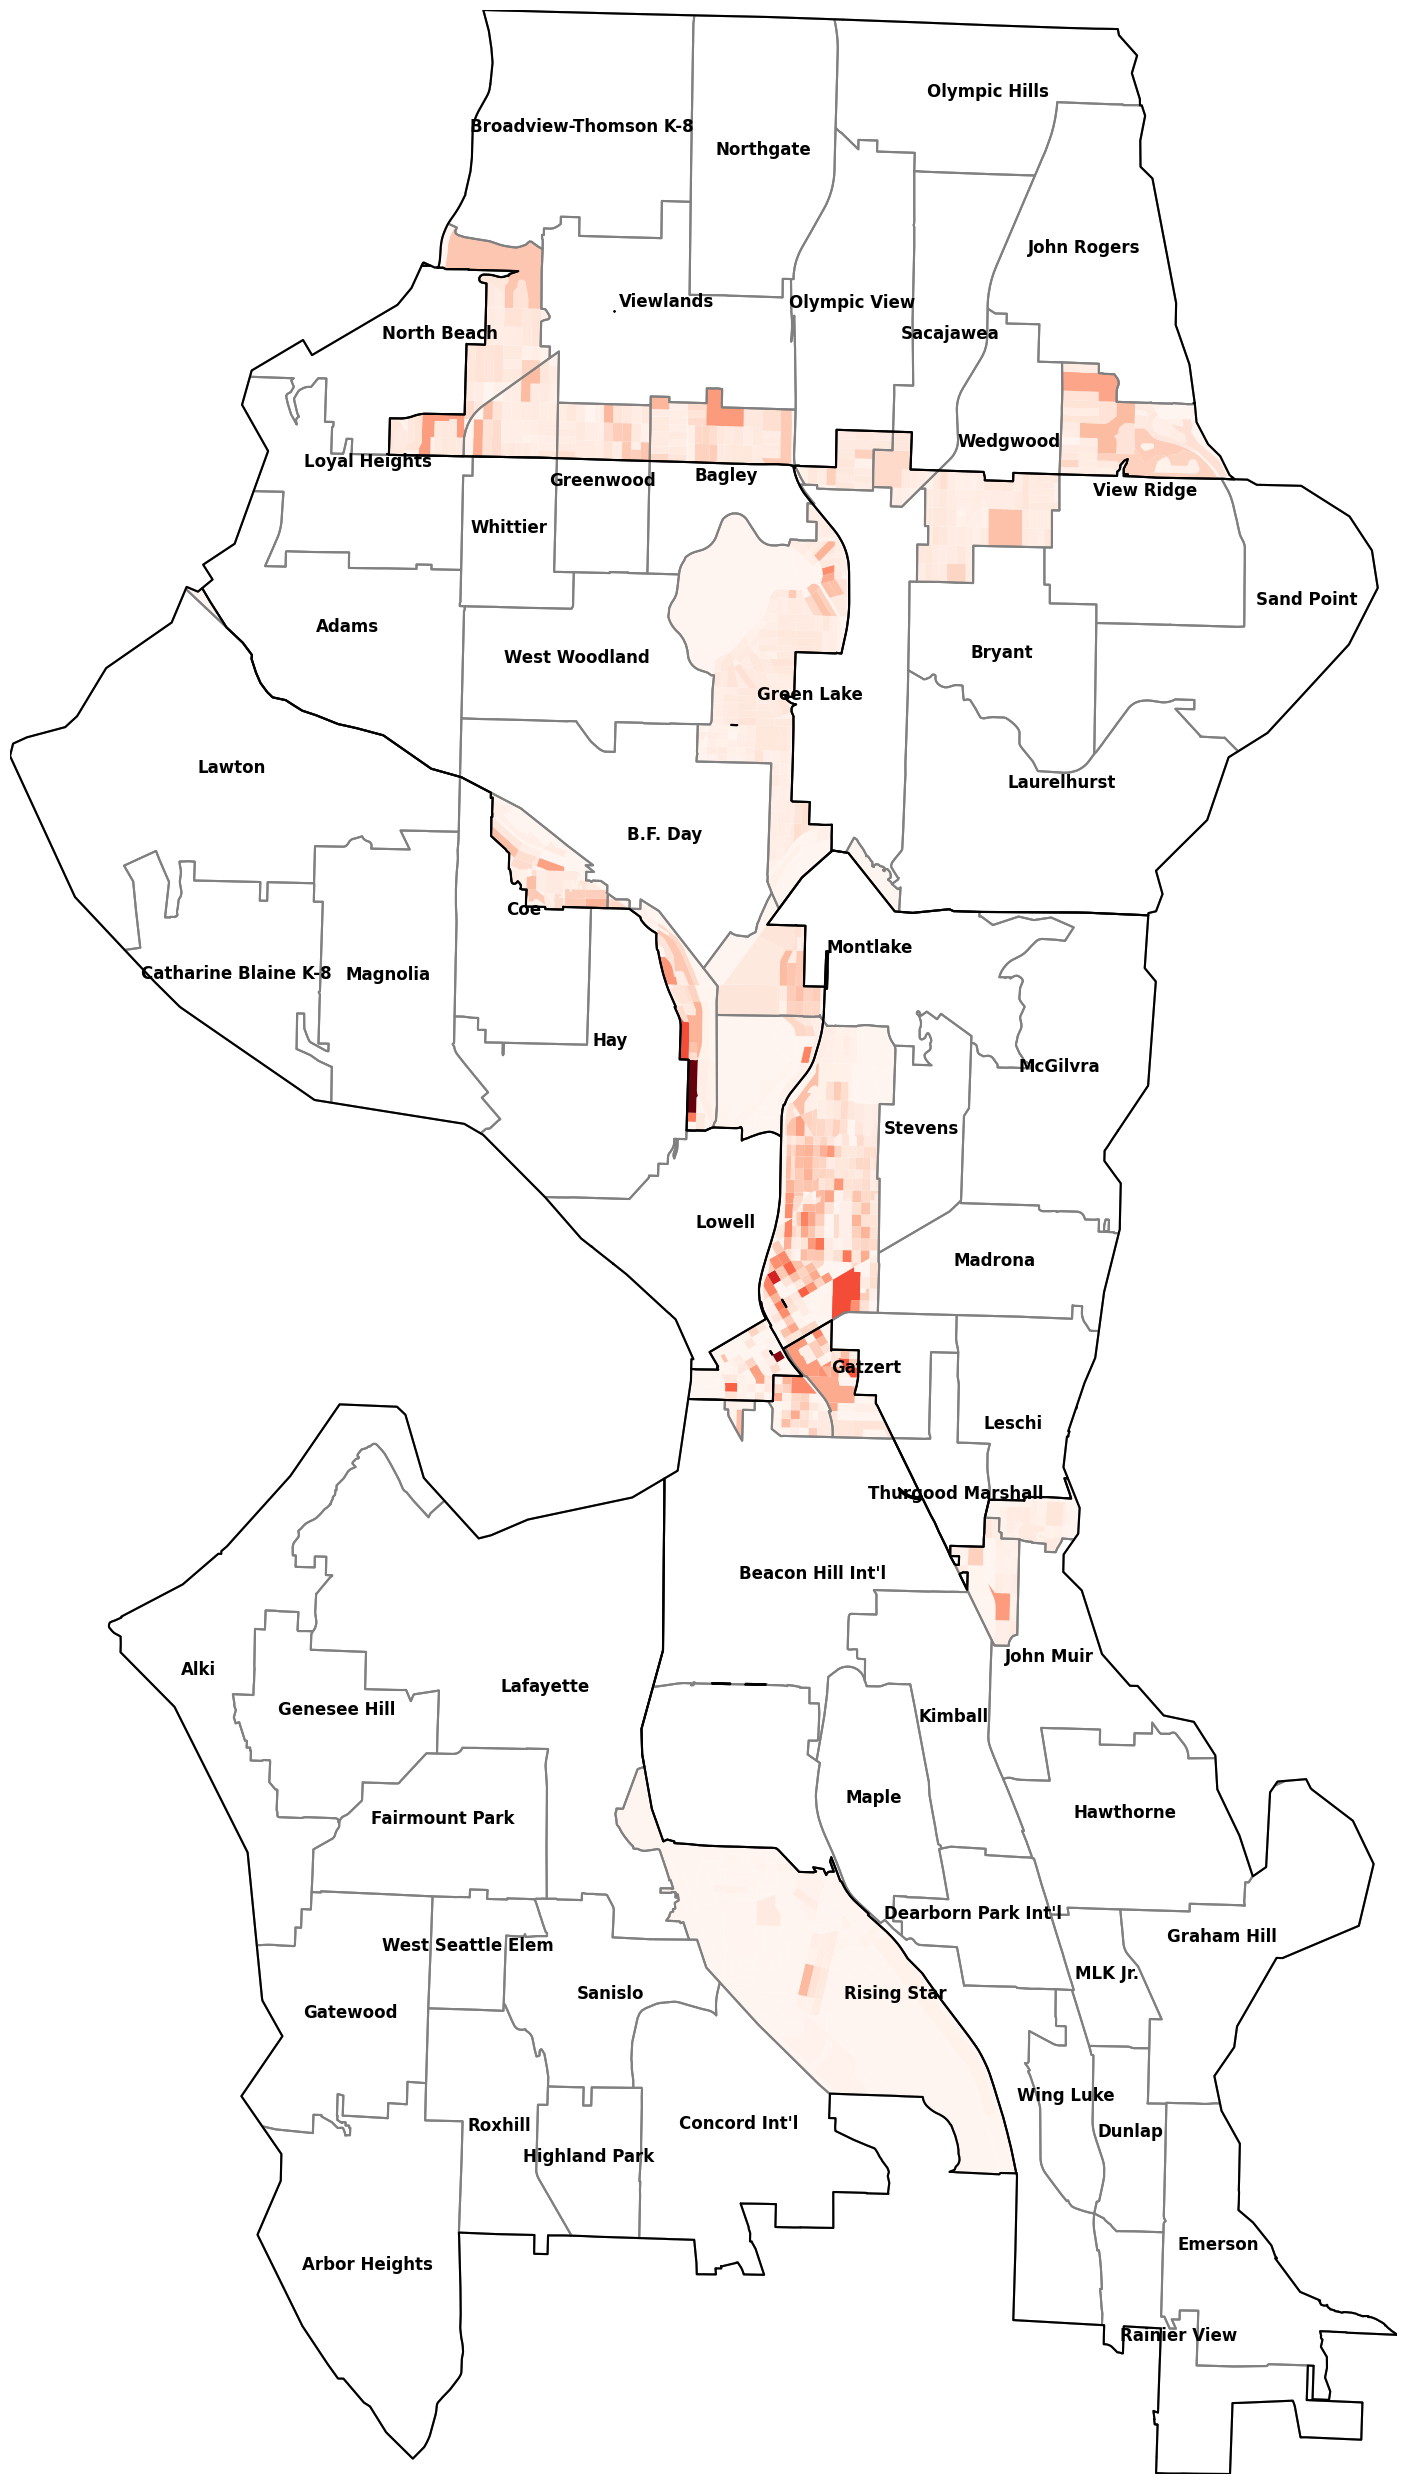 Olympic Hills
Broadview-Thomson K-8
Northgate
John Rogers
Viewlands
Olympic View
North Beach
Sacajawea
Wedgwood
Loyal Heights
Bagley
Greenwood
View Ridge
Whittier
Sand Point
Adams
Bryant
West Woodland
Green Lake
Lawton
Laurelhurst
B.F. Day
Coe
Montlake
Catharine Blaine K-8
Magnolia
Hay
McGilvra
Stevens
Lowell
Madrona
Gatzert
Leschi
Thurgood Marshall
Beacon Hill Int'l
John Muir
Alki
Lafayette
Genesee Hill
Kimball
Maple
Hawthorne
Fairmount Park
Dearborn Park Int'l
Graham Hill
West Seattle Elem
MLK Jr.
Sanislo
Rising Star
Gatewood
Wing Luke
Concord Int'l
Roxhill
Dunlap
Highland Park
Emerson
Arbor Heights
Rainier View